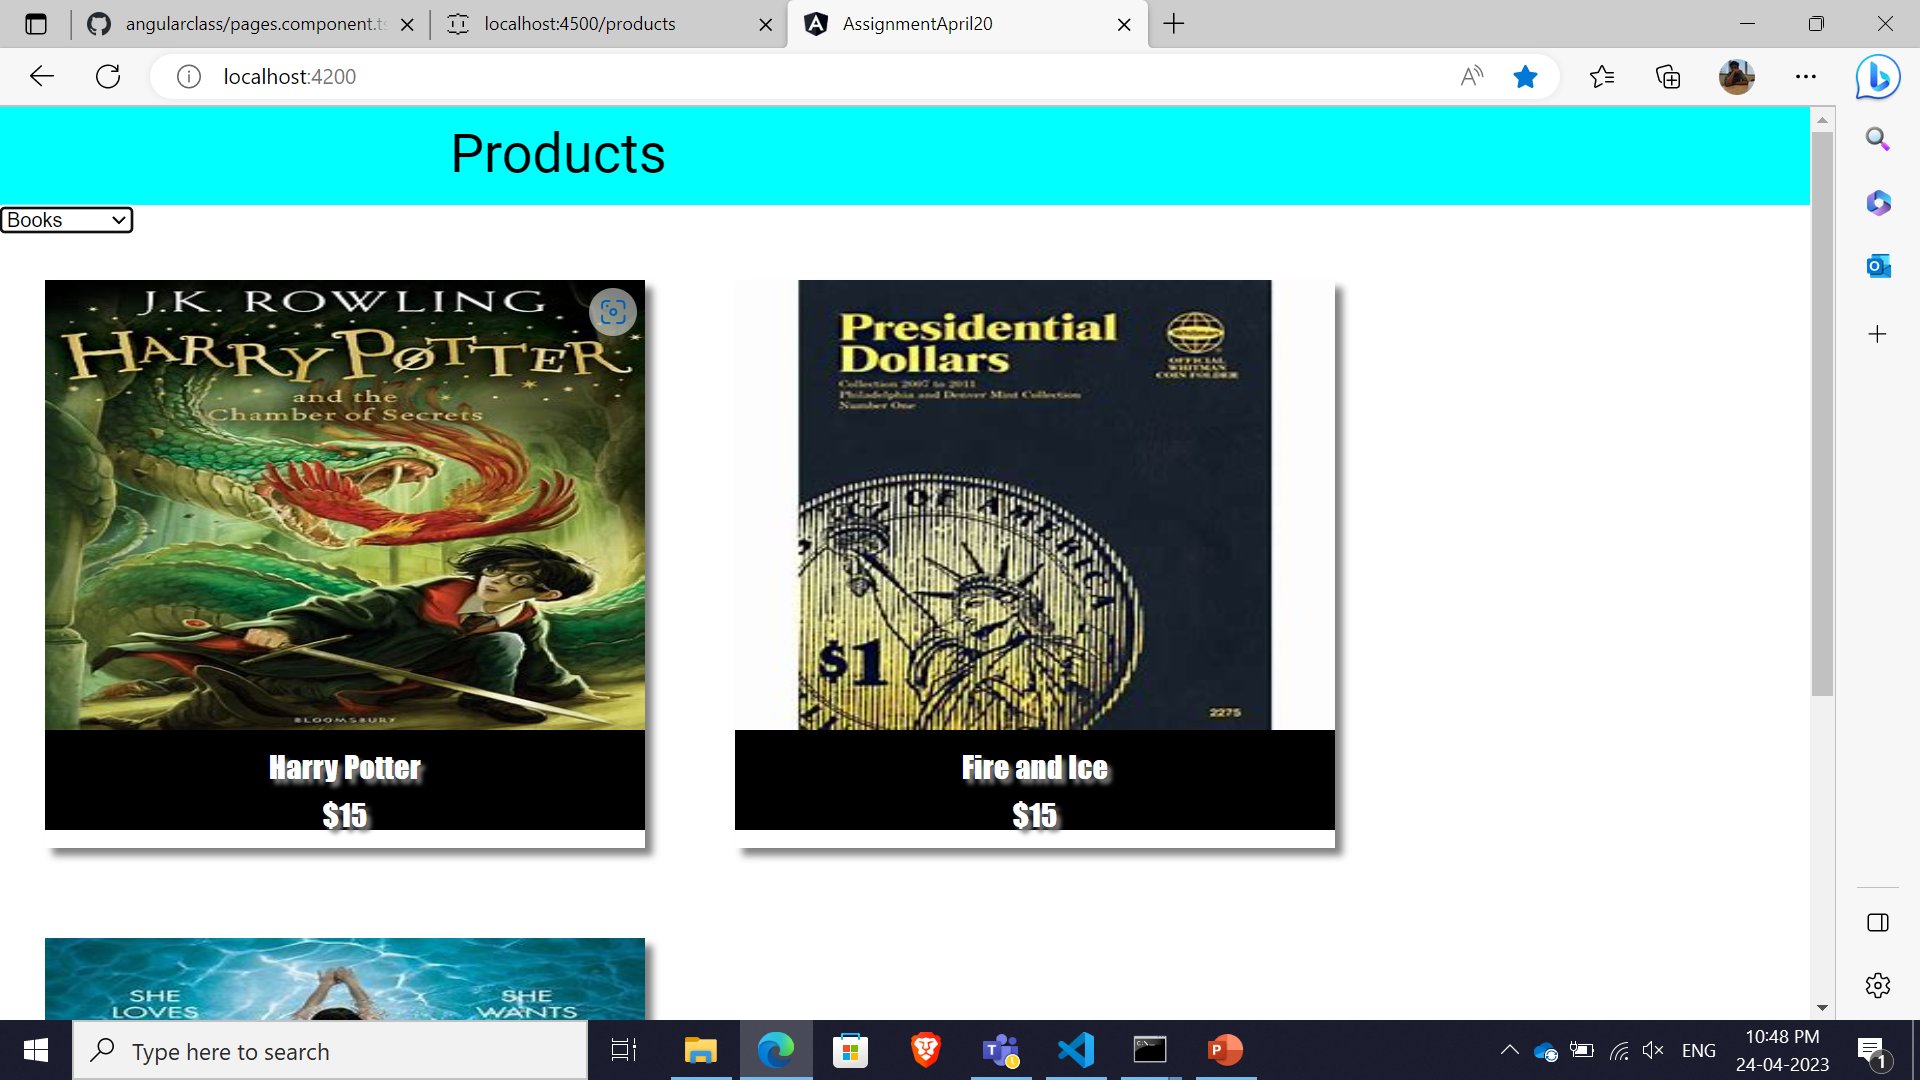 angularclass/pages.component.ts
localhost:4500/products
AssignmentApril20
localhost:4200
Products
Books
J.K. ROWLING
HARRY POTTER
and the
Chamber of Secrets
BLOOMSBURY
Harry Potter
$15
Presidential
Dollars
Collection 2007 to 2011
Philadelphia and Denver Mint Collection
Number One
OFFICIAL
WHITMAN
COIN FOLDER
OF AMERICA
$1
2275
Fire and Ice
$15
SHE
LOVES
SHE
WANTS
Type here to search
ENG
10:48 PM
24-04-2023
1